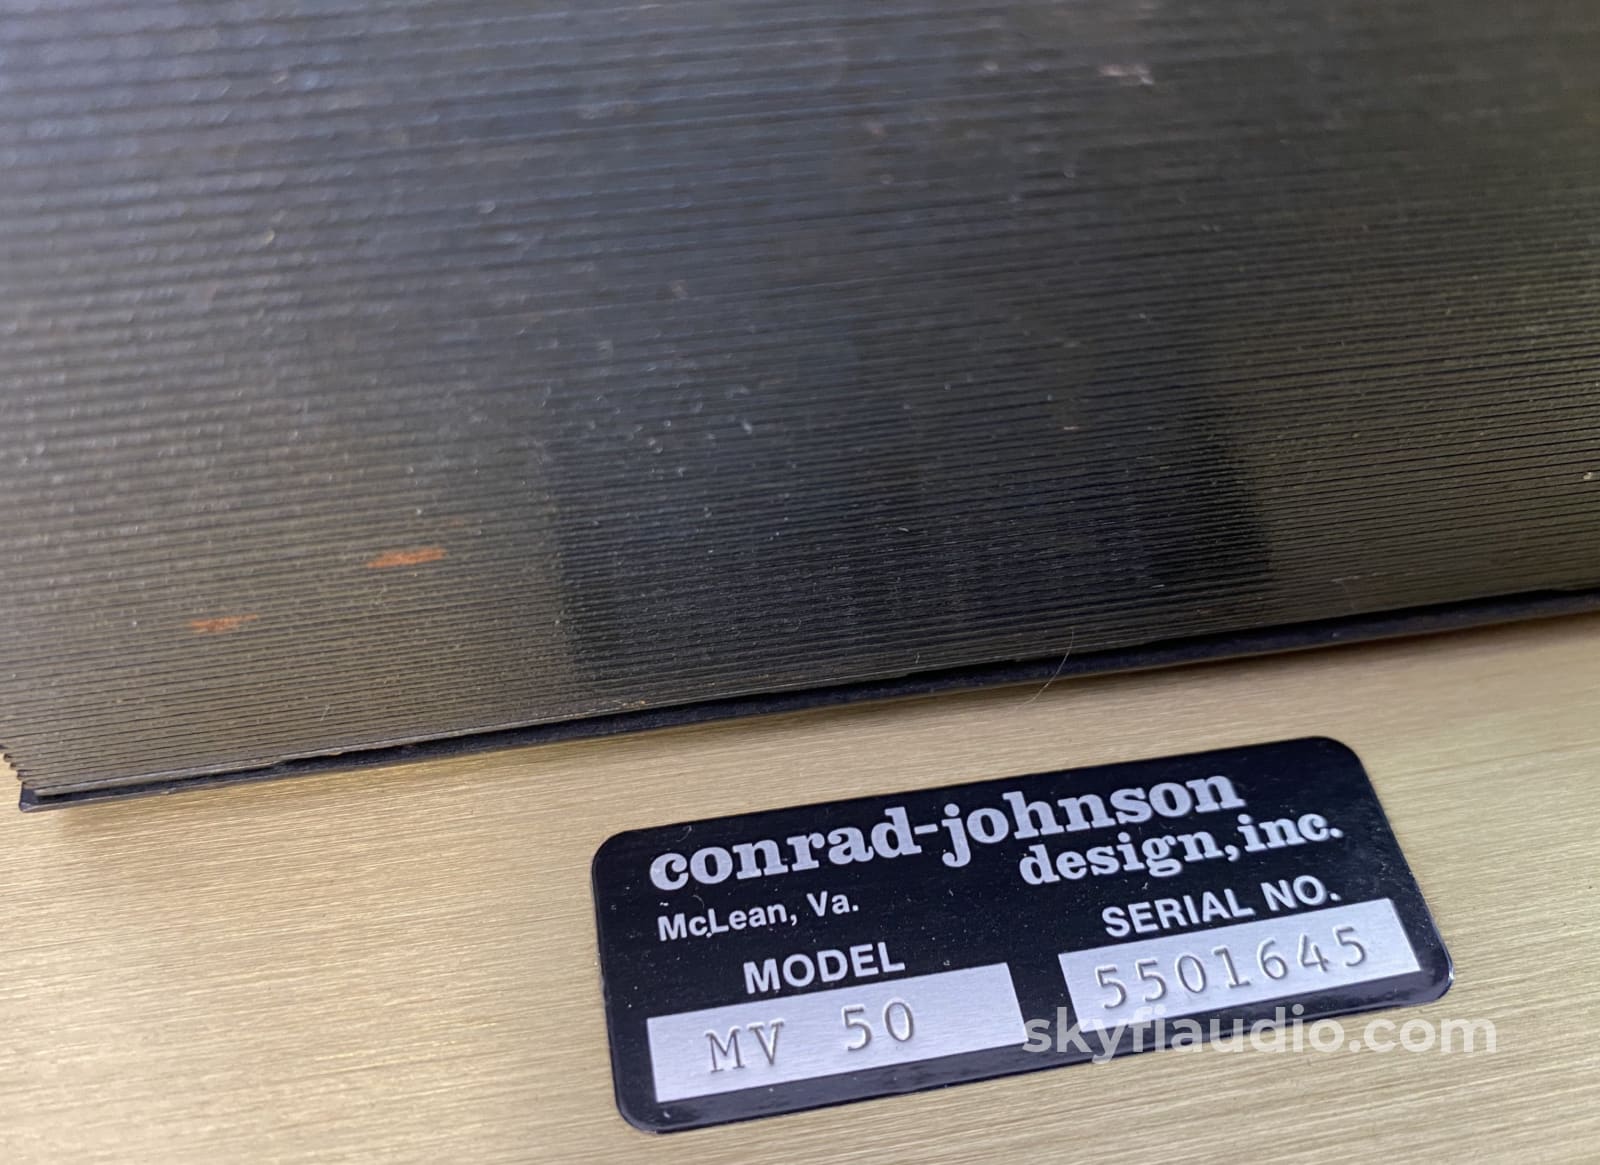 conrad-johnson
design, inc.
McLean, Va.
MODEL
SERIAL NO.
MV 50
5501645
skyfiaudio.com